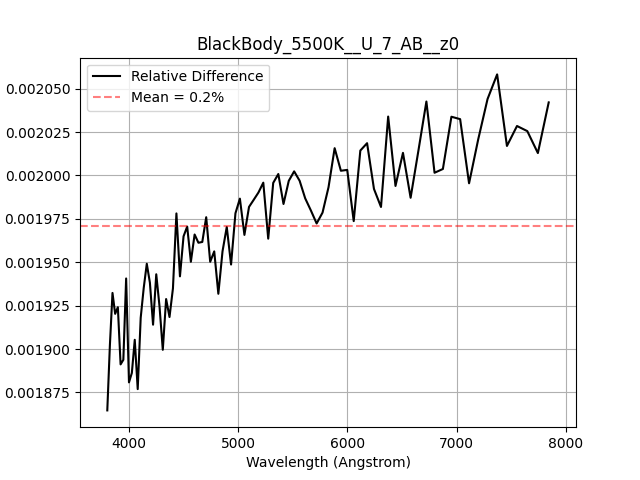 BlackBody_5500K__U_7_AB__z0
Relative Difference
Mean = 0.2%
0.002050
0.002025
0.002000
0.001975
0.001950
0.001925
0.001900
0.001875
4000 5000 6000 7000 8000
Wavelength (Angstrom)